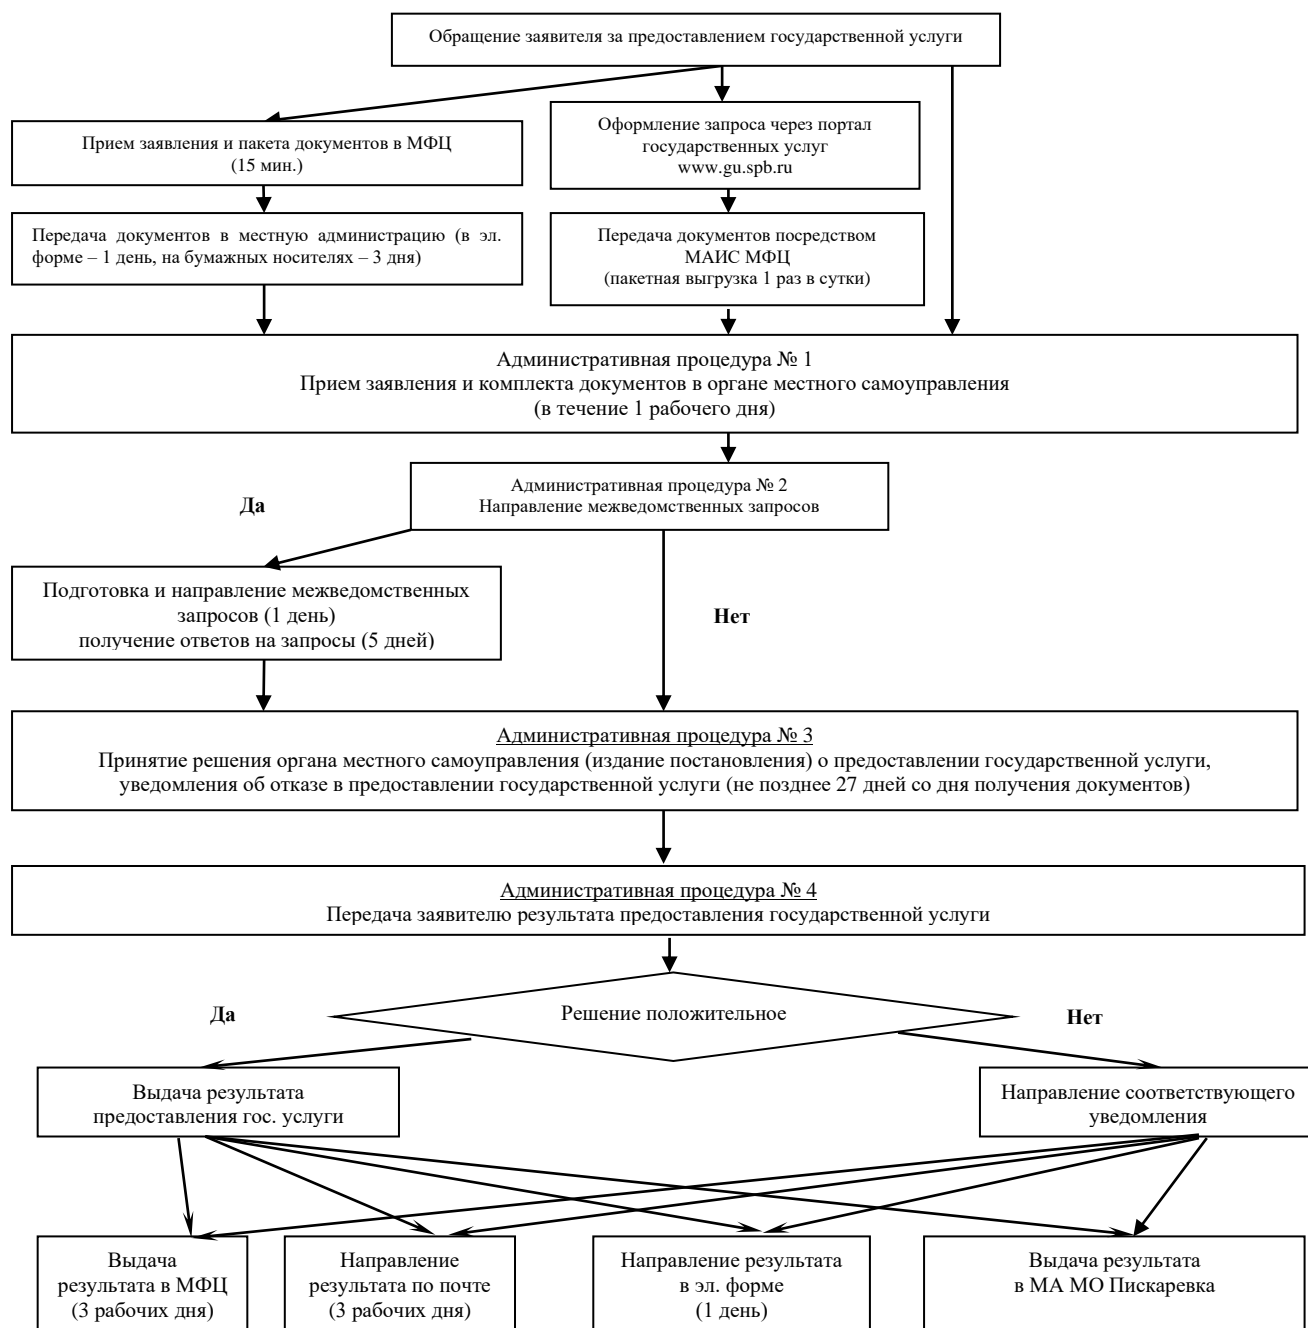 Обращение заявителя за предоставлением государственной услуги
Прием заявления и пакета документов в МФЦ
(15 мин.)
Оформление запроса через портал
государственных услуг
www.gu.spb.ru
Передача документов в местную администрацию (в эл.
форме – 1 день, на бумажных носителях – 3 дня)
Передача документов посредством
МАИС МФЦ
(пакетная выгрузка 1 раз в сутки)
Административная процедура № 1
Прием заявления и комплекта документов в органе местного самоуправления
(в течение 1 рабочего дня)
Административная процедура № 2
Направление межведомственных запросов
Да
Подготовка и направление межведомственных
запросов (1 день)
получение ответов на запросы (5 дней)
Нет
Административная процедура № 3
Принятие решения органа местного самоуправления (издание постановления) о предоставлении государственной услуги,
уведомления об отказе в предоставлении государственной услуги (не позднее 27 дней со дня получения документов)
Административная процедура № 4
Передача заявителю результата предоставления государственной услуги
Решение положительное
Да
Нет
Выдача результата
предоставления гос. услуги
Направление соответствующего
уведомления
Выдача
результата в МФЦ
(3 рабочих дня)
Направление
результата по почте
(3 рабочих дня)
Направление результата
в эл. форме
(1 день)
Выдача результата
в МА МО Пискаревка